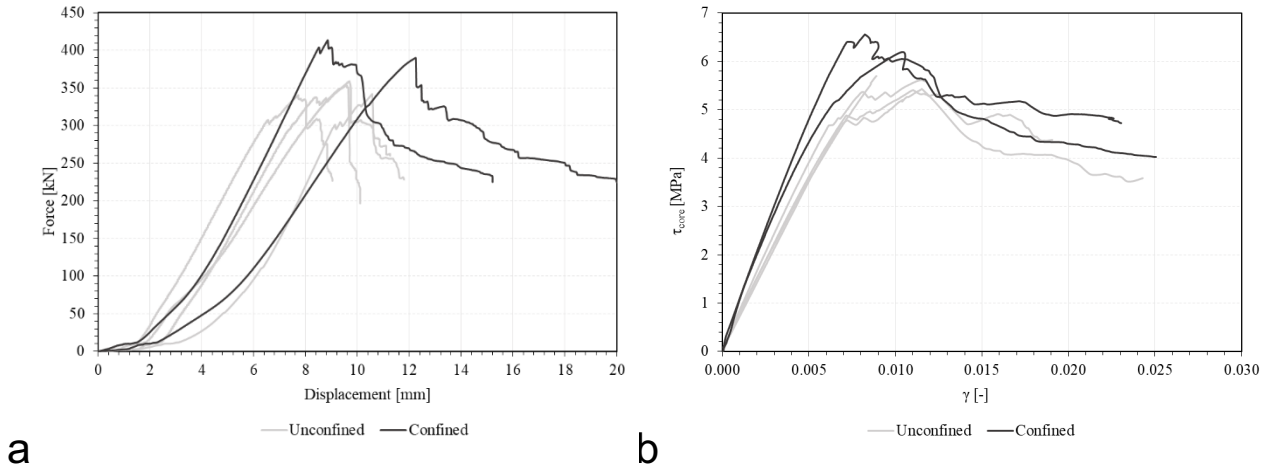 450
400
350
300
250
200
150
100
50
0
Force [kN]
0 2 4 6 8 10 12 14 16 18 20
Displacement [mm]
Unconfined Confined
a
7
6
5
4
3
2
1
0
τcore [MPa]
0.000 0.005 0.010 0.015 0.020 0.025 0.030
γ [-]
Unconfined Confined
b